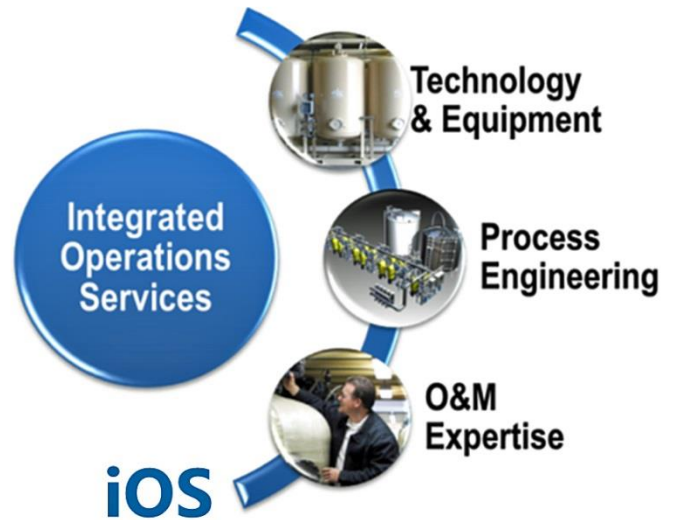 Technology
& Equipment
Integrated
Operations
Services
Process
Engineering
O&M
Expertise
iOS